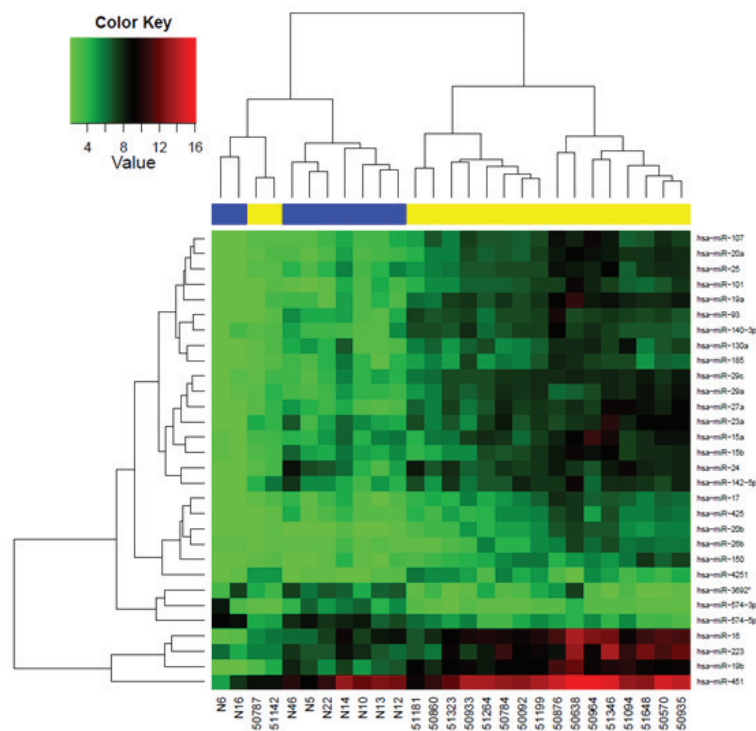 Color Key
4 8 12 16
Value
hsa-miR-107
hsa-miR-20a
hsa-miR-25
hsa-miR-101
hsa-miR-19a
hsa-miR-93
hsa-miR-140-3p
hsa-miR-130a
hsa-miR-185
hsa-miR-29c
hsa-miR-29a
hsa-miR-27a
hsa-miR-23a
hsa-miR-15a
hsa-miR-15b
hsa-miR-24
hsa-miR-142-5p
hsa-miR-17
hsa-miR-425
hsa-miR-20b
hsa-miR-26b
hsa-miR-150
hsa-miR-4251
hsa-miR-3692*
hsa-miR-574-3p
hsa-miR-574-5p
hsa-miR-16
hsa-miR-223
hsa-miR-19b
hsa-miR-451
N6
N16
50787
51142
N46
N5
N22
N14
N10
N13
N12
51181
50860
51323
50933
51264
50784
50092
51199
50876
50638
50964
51346
51094
51648
50570
50935